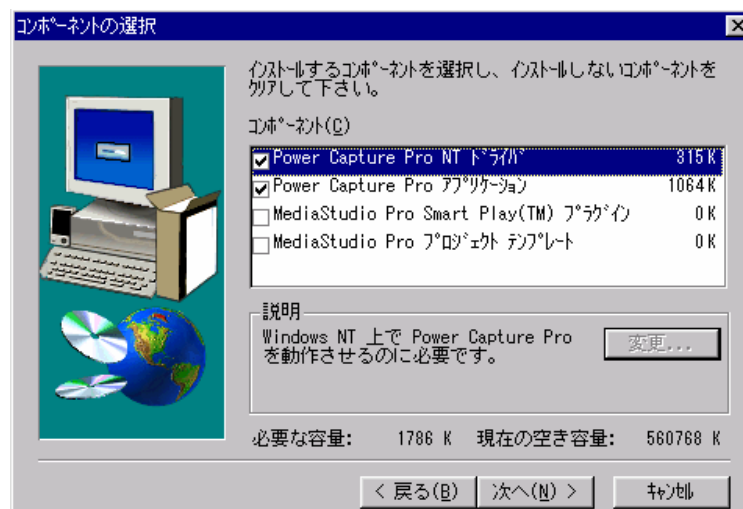 コンポーネントの選択
インストールするコンポーネントを選択し、インストールしないコンポーネントを
クリアして下さい。
コンポーネント(C)
Power Capture Pro NT ドライバ 315 K
Power Capture Pro アプリケーション 1064 K
MediaStudio Pro Smart Play(TM) プラグイン 0 K
MediaStudio Pro プロジェクト テンプレート 0 K
説明
Windows NT 上で Power Capture Pro
を動作させるのに必要です。
変更...
必要な容量: 1786 K 現在の空き容量: 560768 K
< 戻る(B) 次へ(N) > キャンセル